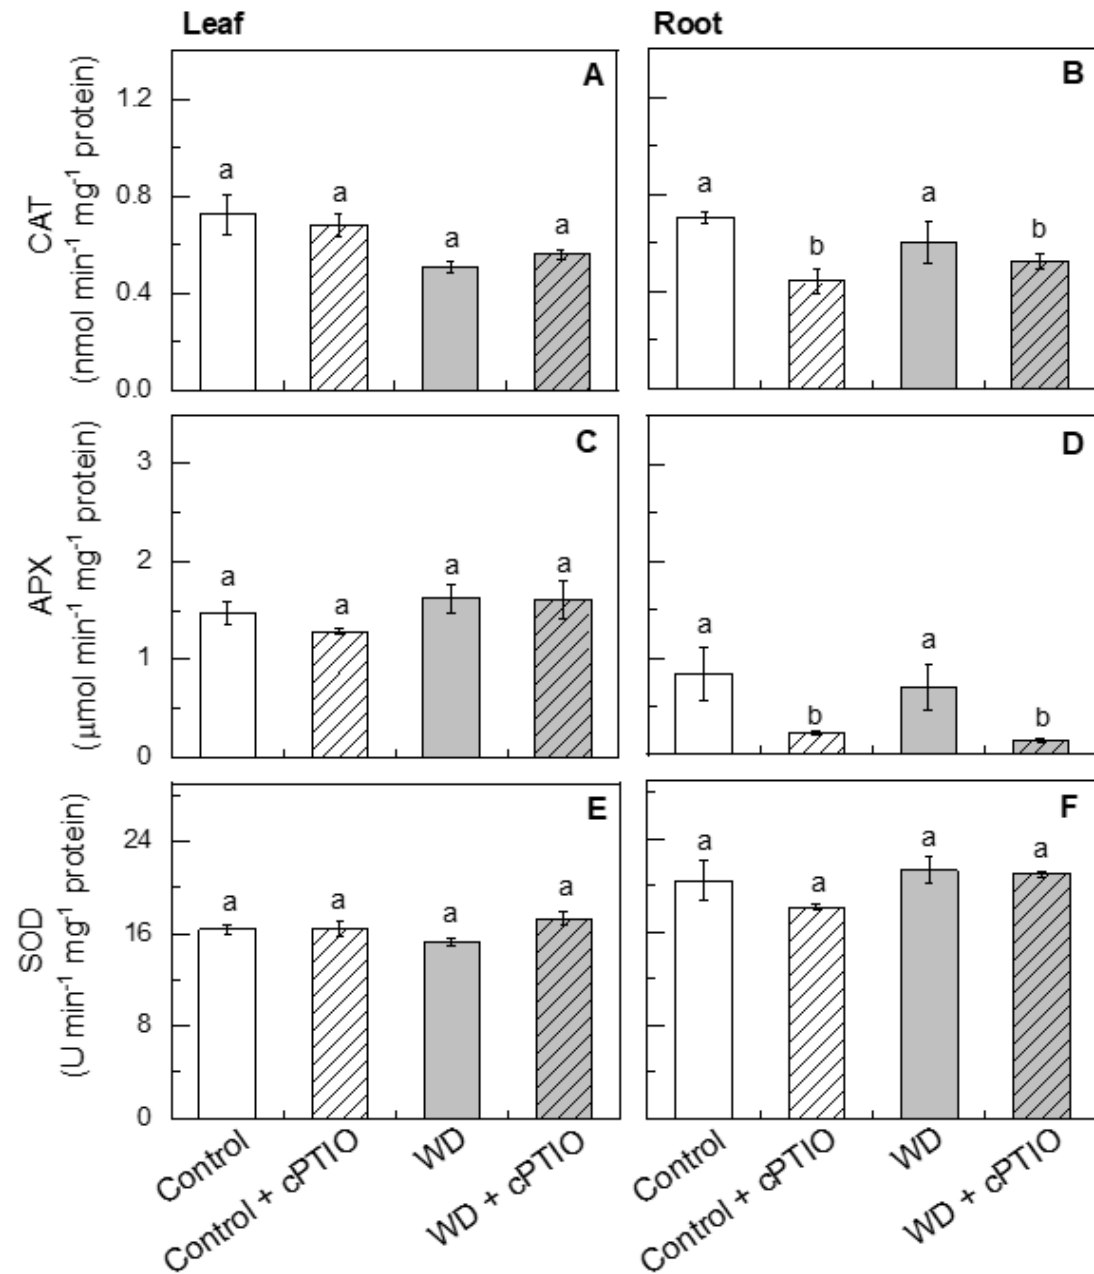 Leaf
Root
CAT
(nmol min⁻¹ mg⁻¹ protein)
1.2
0.8
0.4
0.0
A
a
a
a
a
B
a
b
a
b
APX
(μmol min⁻¹ mg⁻¹ protein)
3
2
1
0
C
a
a
a
a
D
a
b
a
b
SOD
(U min⁻¹ mg⁻¹ protein)
24
16
8
0
E
a
a
a
a
F
a
a
a
a
Control
Control + cPTIO
WD
WD + cPTIO
Control
Control + cPTIO
WD
WD + cPTIO